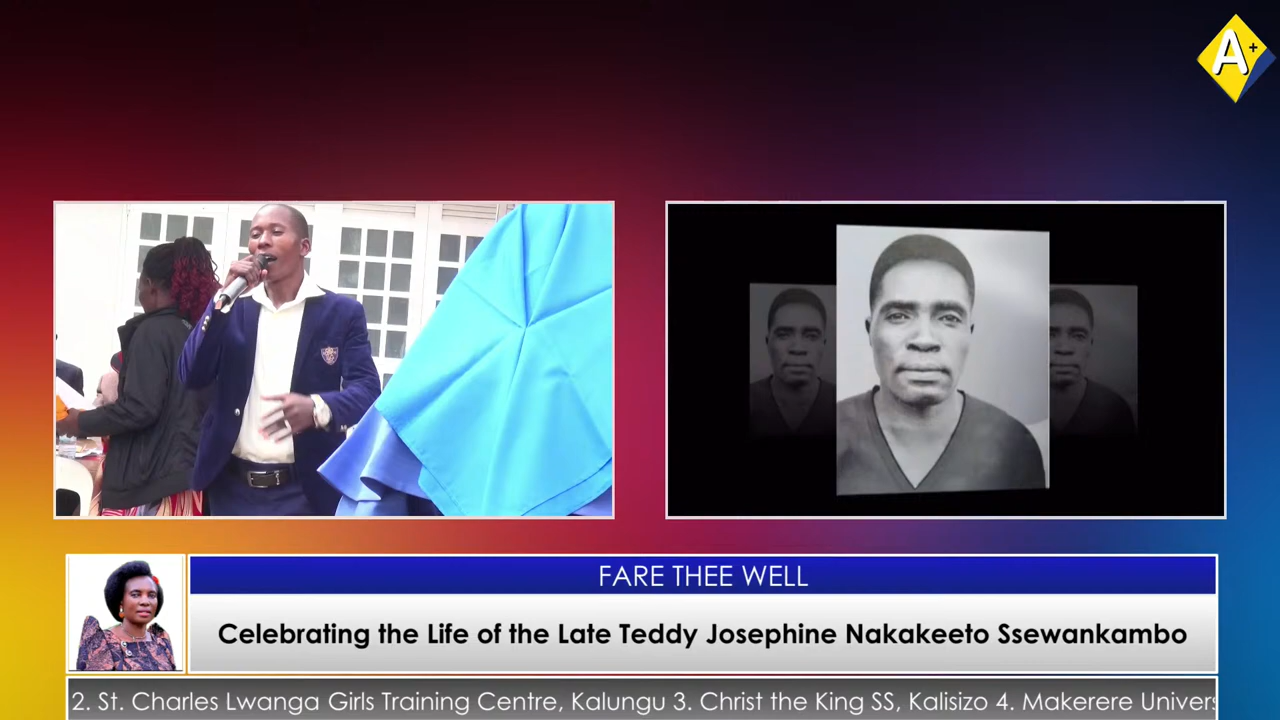 A+
FARE THEE WELL
Celebrating the Life of the Late Teddy Josephine Nakakeeto Ssewankambo
2. St. Charles Lwanga Girls Training Centre, Kalungu 3. Christ the King SS, Kalisizo 4. Makerere Univers